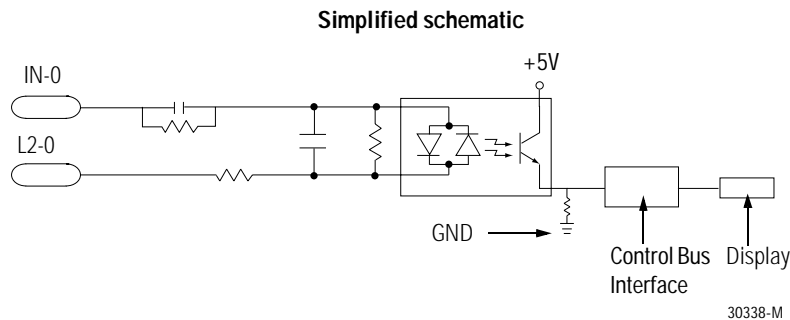 Simplified schematic
+5V
IN-0
L2-0
GND
Control Bus
Interface
Display
30338-M